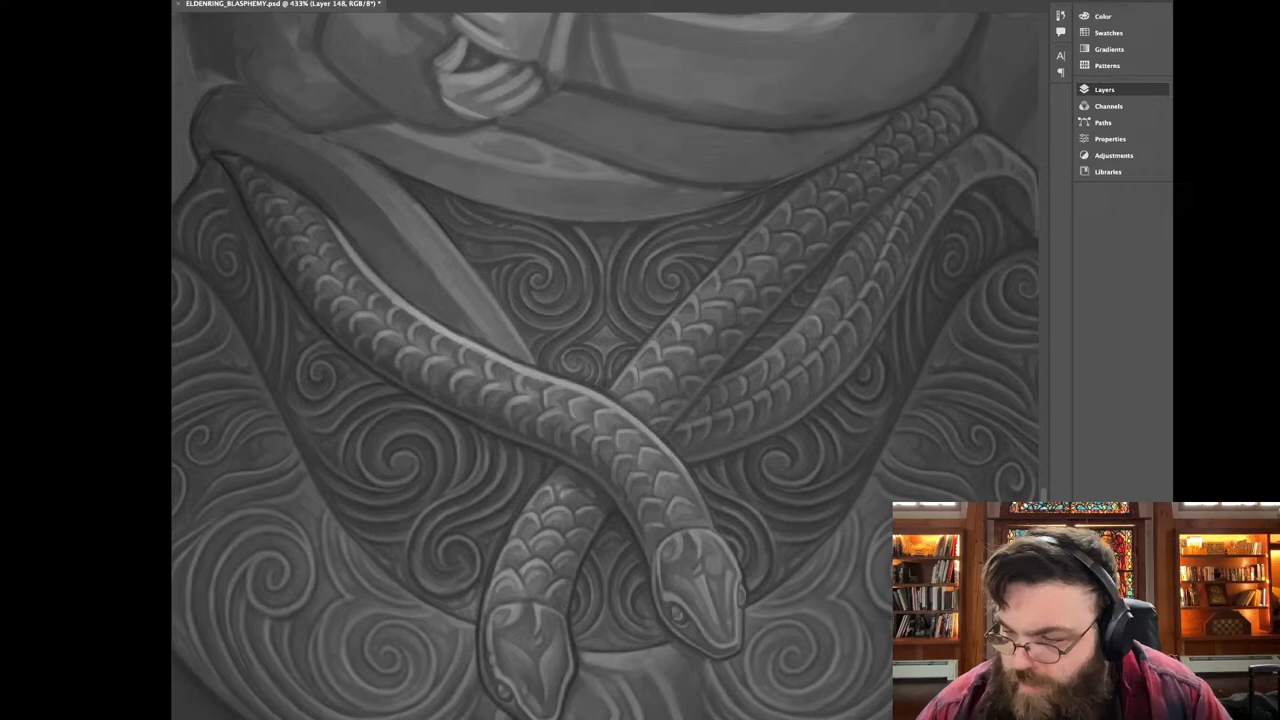 × ELDENRING_BLASPHEMY.psd @ 433% (Layer 148, RGB/8*) *
Color
Swatches
Gradients
Patterns
Layers
Channels
Paths
Properties
Adjustments
Libraries